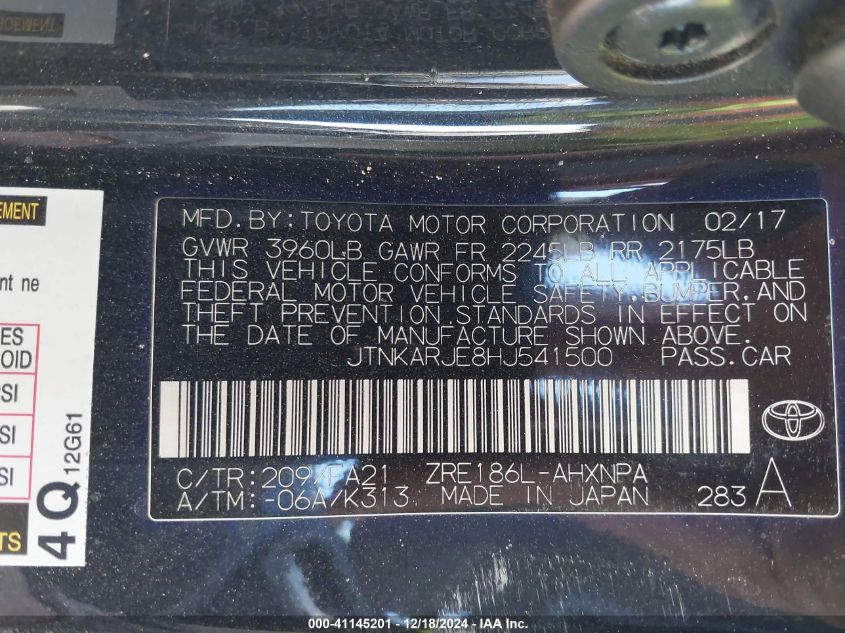 MFD.BY:TOYOTA MOTOR CORPORATION 02/17
GVWR 3960LB GAWR FR 2245LB RR 2175LB
THIS VEHICLE CONFORMS TO ALL APPLICABLE
FEDERAL MOTOR VEHICLE SAFETY,BUMPER,AND
THEFT PREVENTION STANDARDS IN EFFECT ON
THE DATE OF MANUFACTURE SHOWN ABOVE.
JTNKARJE8HJ541500 PASS.CAR
C/TR:209/FA21 ZRE186L-AHXNPA
A/TM:-06A/K313 MADE IN JAPAN 283 A
EMENT
nt ne
ES
OID
SI
SI
SI
TS
4Q 12G61
000-41145201 - 12/18/2024 - IAA Inc.